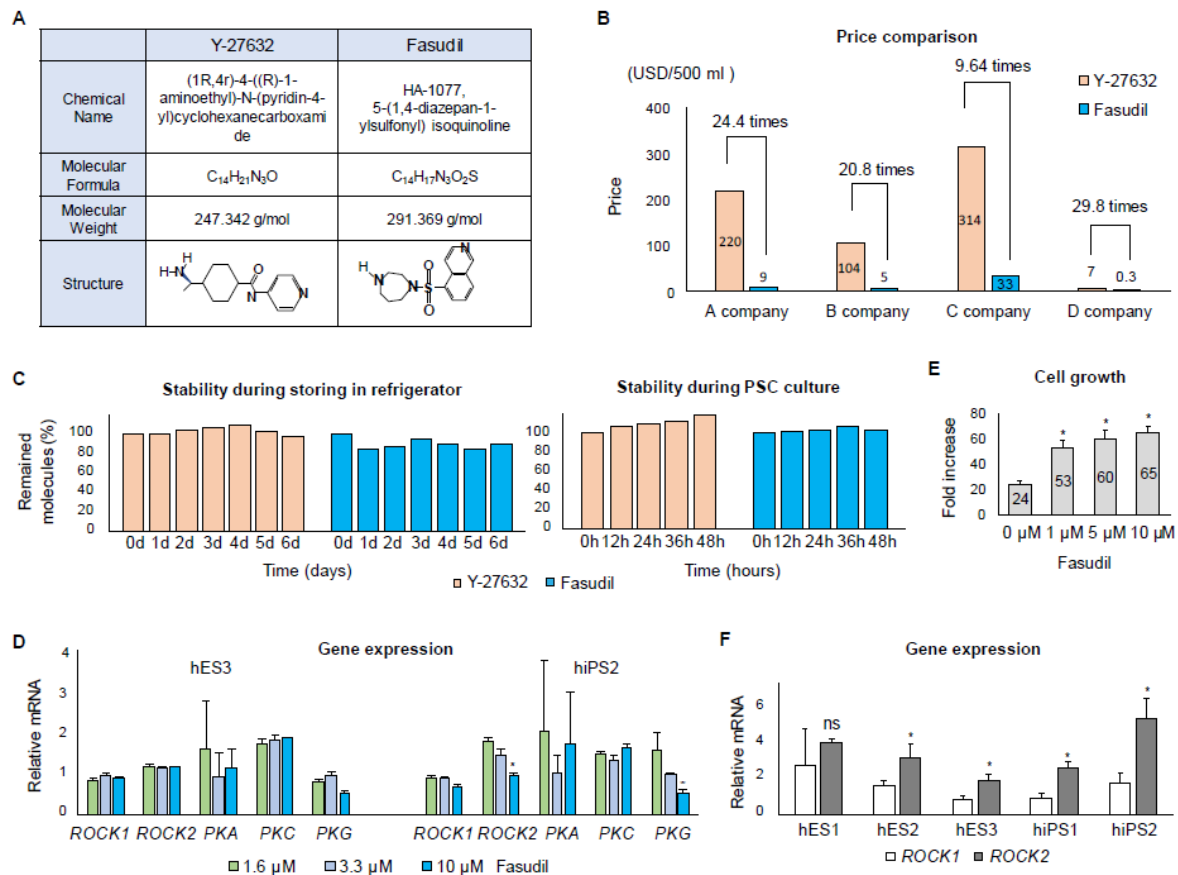 A
Y-27632 Fasudil
Chemical Name
(1R,4r)-4-((R)-1-
aminoethyl)-N-(pyridin-4-
yl)cyclohexanecarboxami
de
HA-1077,
5-(1,4-diazepan-1-
ylsulfonyl) isoquinoline
Molecular Formula
C₁₄H₂₁N₃O C₁₄H₁₇N₃O₂S
Molecular Weight
247.342 g/mol 291.369 g/mol
Structure
H H
N
O
N
N
H
N
N
S
O
O
N
B
Price comparison
(USD/500 ml )
9.64 times
Y-27632
Fasudil
24.4 times
20.8 times
29.8 times
Price
400
300
200
100
0
220 9 104 5 314 33 7 0.3
A company B company C company D company
C
Stability during storing in refrigerator
Remained
molecules (%)
100
80
60
40
20
0
0d 1d 2d 3d 4d 5d 6d 0d 1d 2d 3d 4d 5d 6d
Time (days)
Stability during PSC culture
100
80
60
40
20
0
0h 12h 24h 36h 48h 0h 12h 24h 36h 48h
Time (hours)
Y-27632 Fasudil
E
Cell growth
Fold increase
80
60
40
20
0
* * *
24 53 60 65
0 µM 1 µM 5 µM 10 µM
Fasudil
D
Gene expression
hES3 hiPS2
Relative mRNA
4
3
2
1
0
* *
ROCK1 ROCK2 PKA PKC PKG ROCK1 ROCK2 PKA PKC PKG
1.6 µM 3.3 µM 10 µM Fasudil
F
Gene expression
Relative mRNA
6
4
2
0
ns * * * *
hES1 hES2 hES3 hiPS1 hiPS2
ROCK1 ROCK2